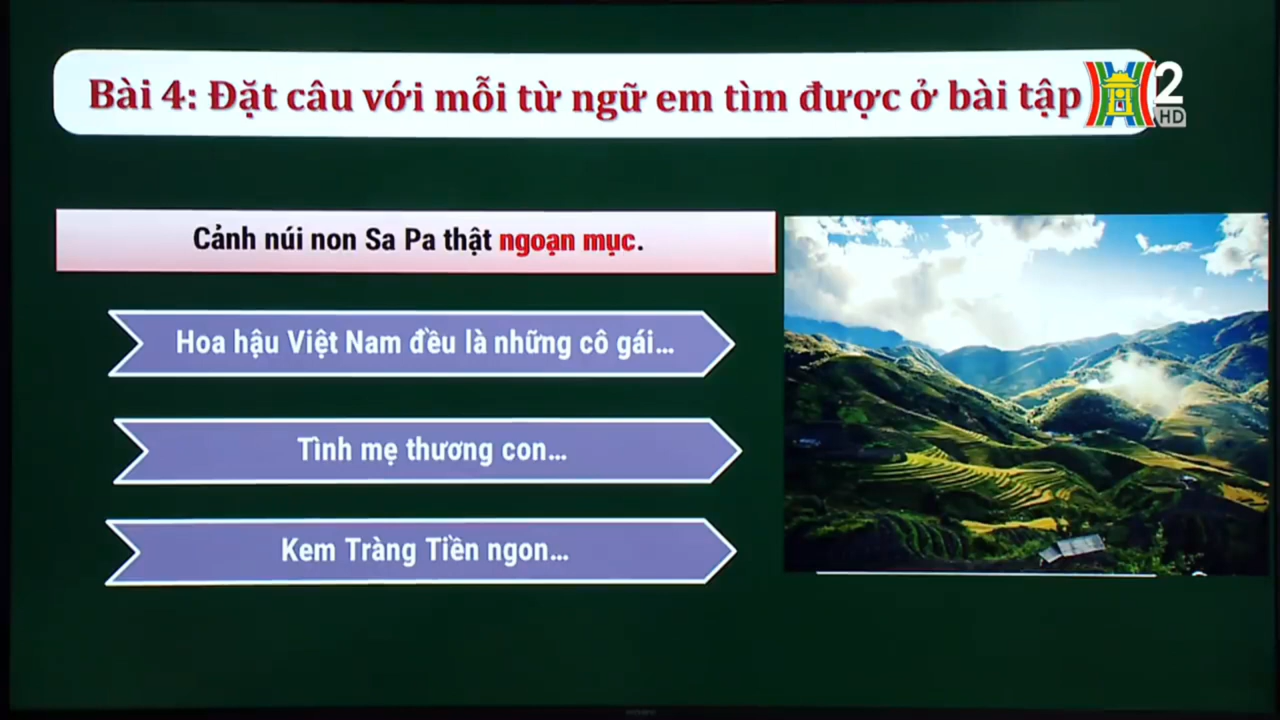 Bài 4: Đặt câu với mỗi từ ngữ em tìm được ở bài tập
2
HD
Cảnh núi non Sa Pa thật ngoạn mục.
Hoa hậu Việt Nam đều là những cô gái...
Tình mẹ thương con...
Kem Tràng Tiền ngon...